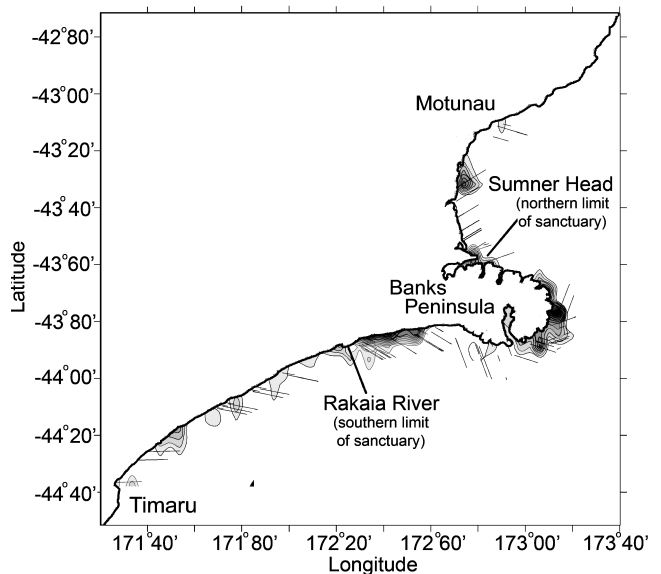 -42°80’
-43°00’
Motunau
-43°20’
Sumner Head
(northern limit
of sanctuary)
-43°40’
-43°60’
Latitude
Banks
Peninsula
-43°80’
-44°00’
Rakaia River
(southern limit
of sanctuary)
-44°20’
-44°40’
Timaru
171°40’ 171°80’ 172°20’ 172°60’ 173°00’ 173°40’
Longitude